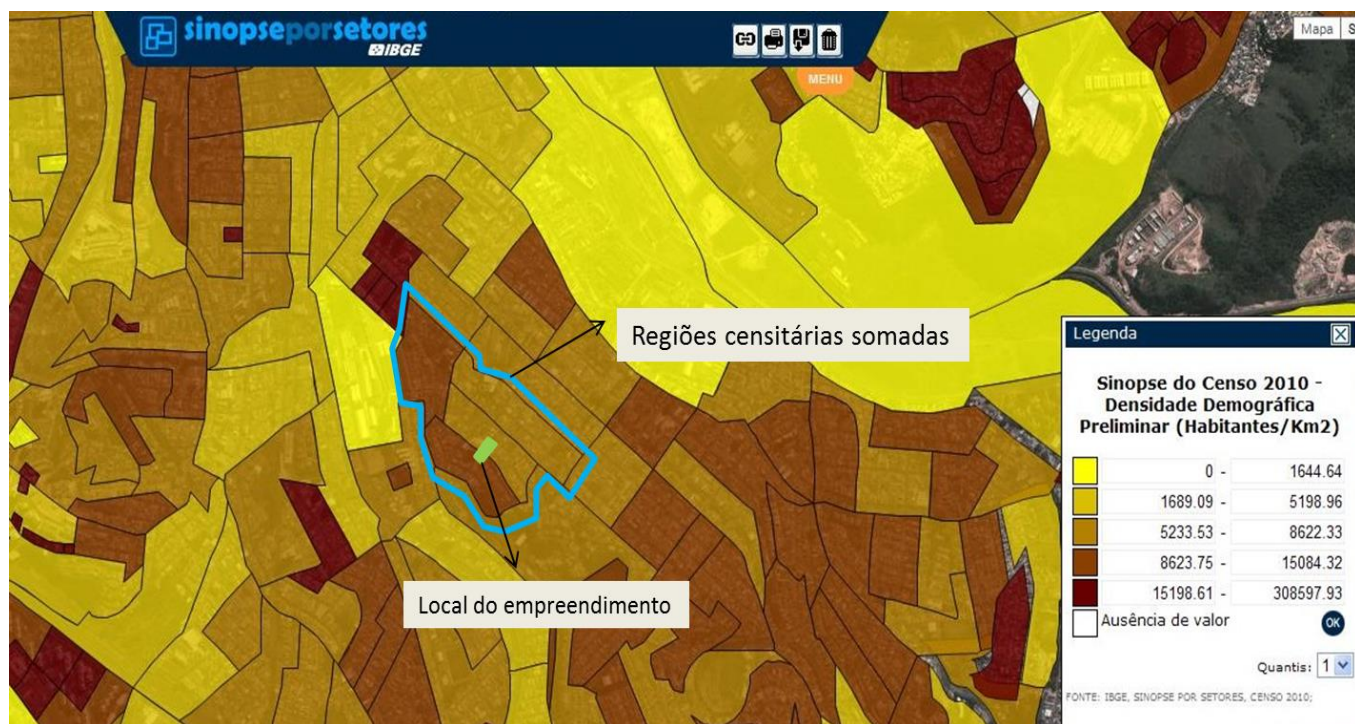 sinopseporsetores
IBGE
MENU
Mapa S
Regiões censitárias somadas
Local do empreendimento
Legenda
Sinopse do Censo 2010 -
Densidade Demográfica
Preliminar (Habitantes/Km2)
0 - 1644.64
1689.09 - 5198.96
5233.53 - 8622.33
8623.75 - 15084.32
15198.61 - 308597.93
Ausência de valor OK
Quantis: 1
FONTE: IBGE, SINOPSE POR SETORES, CENSO 2010;